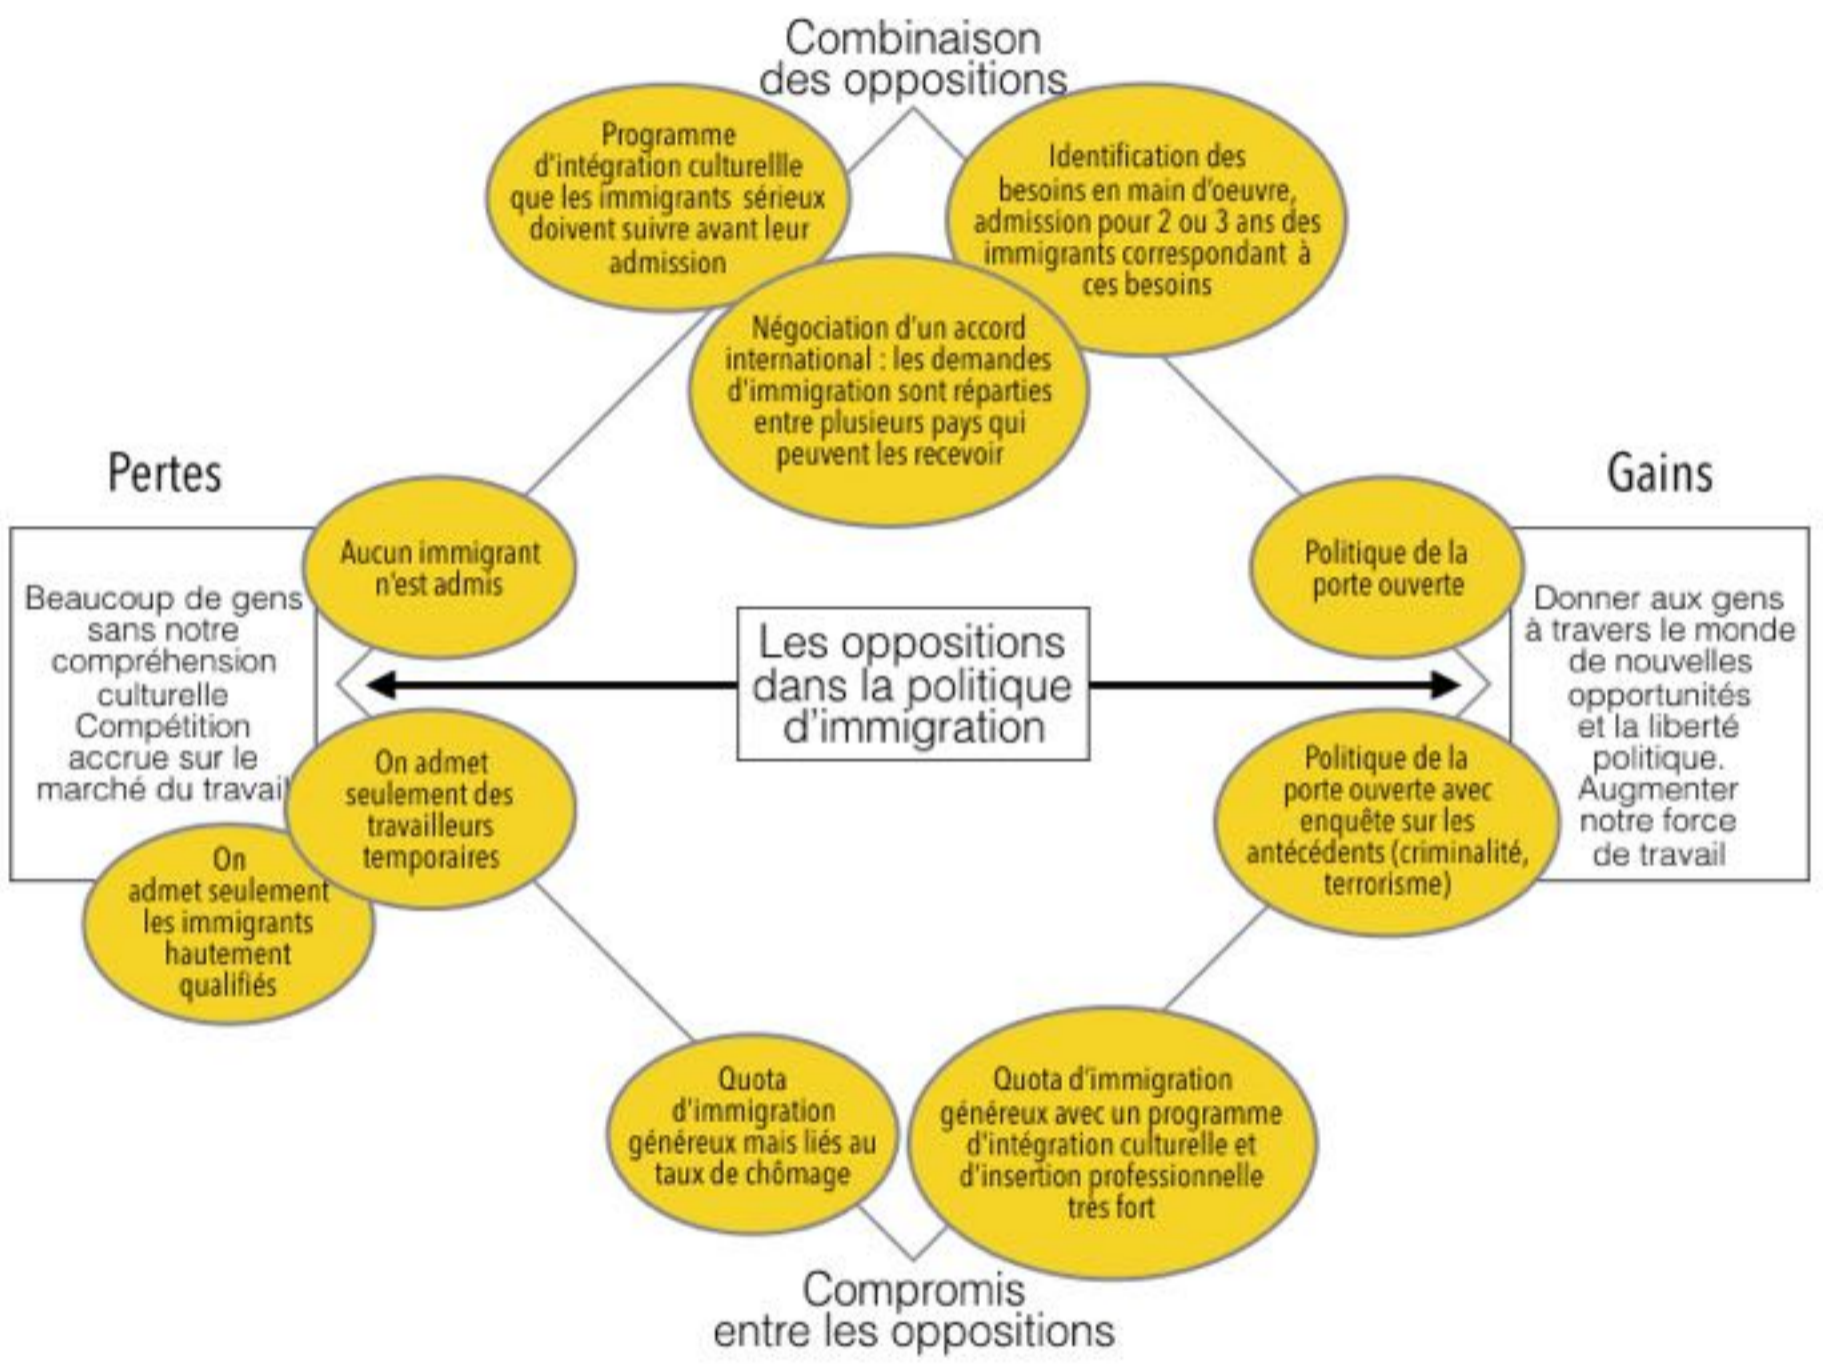 Combinaison
des oppositions
Programme
d'intégration culturellle
que les immigrants sérieux
doivent suivre avant leur
admission
Identification des
besoins en main d'oeuvre,
admission pour 2 ou 3 ans des
immigrants correspondant à
ces besoins
Négociation d'un accord
international : les demandes
d'immigration sont réparties
entre plusieurs pays qui
peuvent les recevoir
Pertes
Gains
Aucun immigrant
n'est admis
Politique de la
porte ouverte
Beaucoup de gens
sans notre
compréhension
culturelle
Compétition
accrue sur le
marché du travail
Les oppositions
dans la politique
d'immigration
Donner aux gens
à travers le monde
de nouvelles
opportunités
et la liberté
politique.
Augmenter
notre force
de travail
On admet
seulement des
travailleurs
temporaires
Politique de la
porte ouverte avec
enquête sur les
antécédents (criminalité,
terrorisme)
On
admet seulement
les immigrants
hautement
qualifiés
Quota
d'immigration
généreux mais liés au
taux de chômage
Quota d'immigration
généreux avec un programme
d'intégration culturelle et
d'insertion professionnelle
très fort
Compromis
entre les oppositions